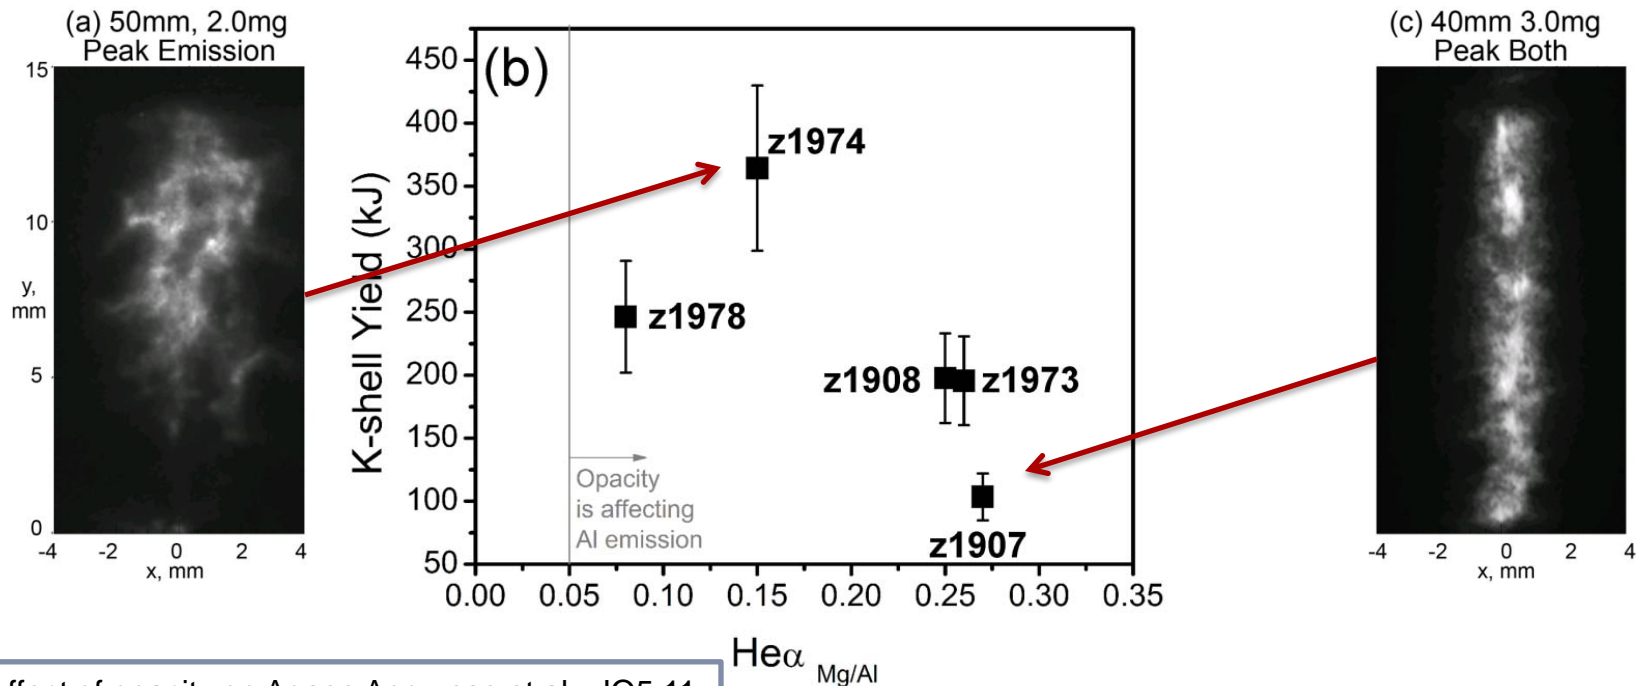 (a) 50mm, 2.0mg
Peak Emission
15
10
y,
mm
5
0
-4 -2 0 2 4
x, mm
(b)
450
400
350
300
250
200
150
100
50
K-shell Yield (kJ)
z1974
z1978
z1908
z1973
z1907
Opacity
is affecting
Al emission
0.00 0.05 0.10 0.15 0.20 0.25 0.30 0.35
Heα Mg/Al
(c) 40mm 3.0mg
Peak Both
-4 -2 0 2 4
x, mm